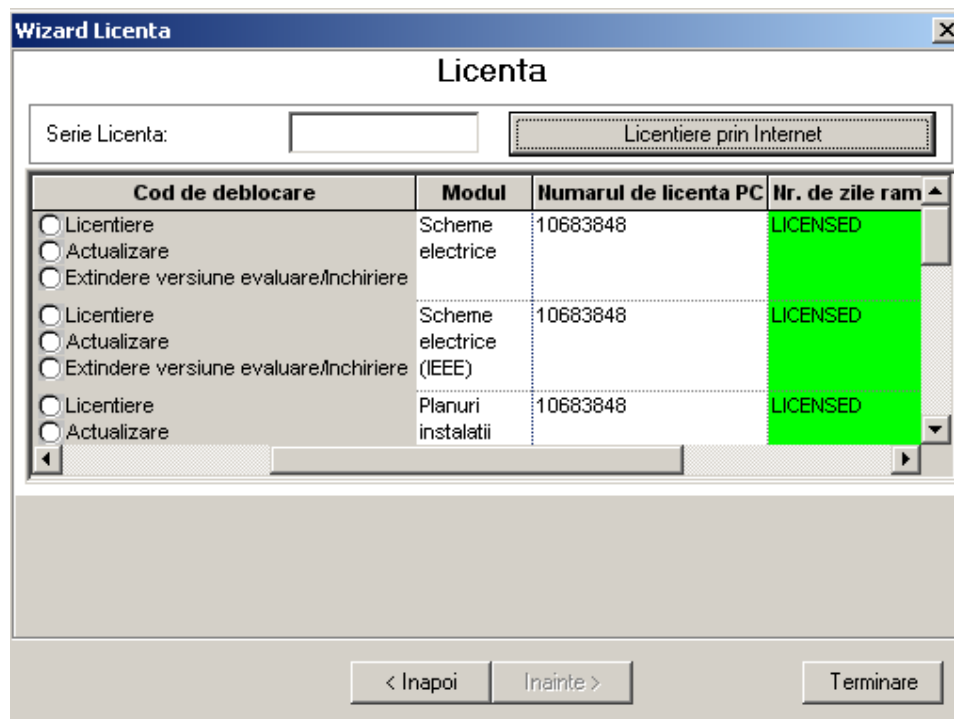 Wizard Licenta
Licenta
Serie Licenta:
Licentiere prin Internet
Cod de deblocare Modul Numarul de licenta PC Nr. de zile ram
Licentiere Scheme 10683848 LICENSED
Actualizare electrice
Extindere versiune evaluare/Inchiriere
Licentiere Scheme 10683848 LICENSED
Actualizare electrice
Extindere versiune evaluare/Inchiriere (IEEE)
Licentiere Planuri 10683848 LICENSED
Actualizare instalatii
< Inapoi Inainte > Terminare